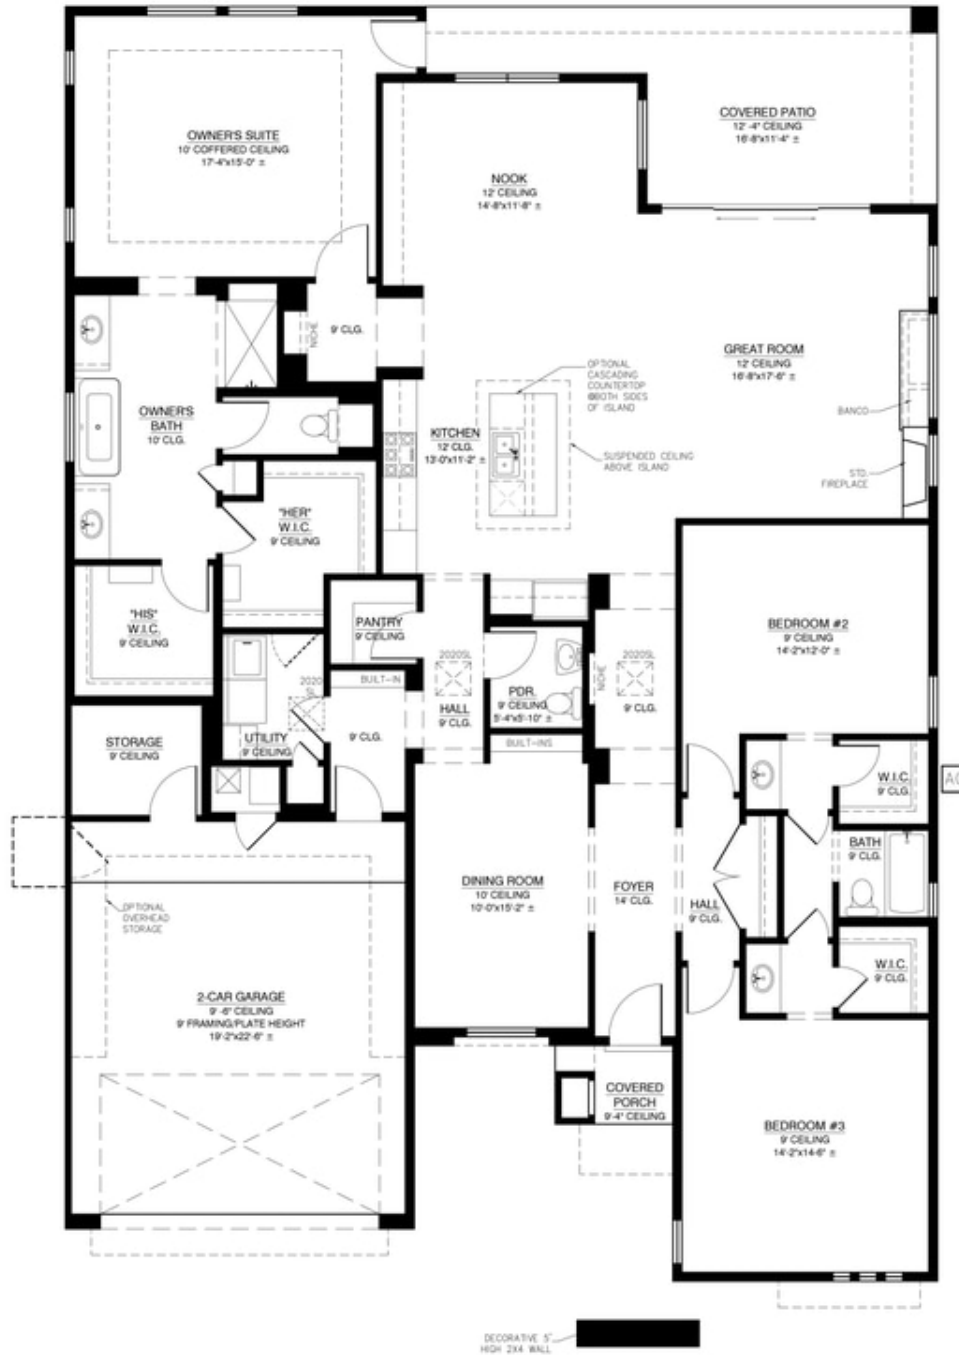 OWNER'S SUITE
10' COFFERED CEILING
17'-4"x15'-0" ±
COVERED PATIO
12'-4" CEILING
16'-8"x11'-4" ±
NOOK
12' CEILING
14'-8"x11'-8" ±
NICHE
9' CLG.
GREAT ROOM
12' CEILING
16'-8"x17'-6" ±
OPTIONAL
CASCADING
COUNTERTOP
@BOTH SIDES
OF ISLAND
BANCO
OWNER'S
BATH
10' CLG.
KITCHEN
12' CLG.
13'-0x11'-2" ±
SUSPENDED CEILING
ABOVE ISLAND
STD.
FIREPLACE
"HER"
W.I.C.
9' CEILING
"HIS"
W.I.C.
9' CEILING
PANTRY
9' CEILING
BEDROOM #2
9' CEILING
14'-2"x12'-0" ±
2020SL
2020SL
2020
SL
BUILT-IN
HALL
9' CLG.
PDR.
9' CEILING
5'-4"x5'-10" ±
NICHE
9' CLG.
STORAGE
9' CEILING
UTILITY
9' CEILING
9' CLG.
BUILT-INS
W.I.C.
9' CLG.
BATH
9' CLG.
DINING ROOM
10' CEILING
10'-0"x15'-2" ±
FOYER
14' CLG.
HALL
9' CLG.
OPTIONAL
OVERHEAD
STORAGE
W.I.C.
9' CLG.
2-CAR GARAGE
9'-6" CEILING
9' FRAMING/PLATE HEIGHT
19'-2"x22'-6" ±
COVERED
PORCH
9'-4" CEILING
BEDROOM #3
9' CEILING
14'-2"x14'-6" ±
DECORATIVE 5"
HIGH 2X4 WALL